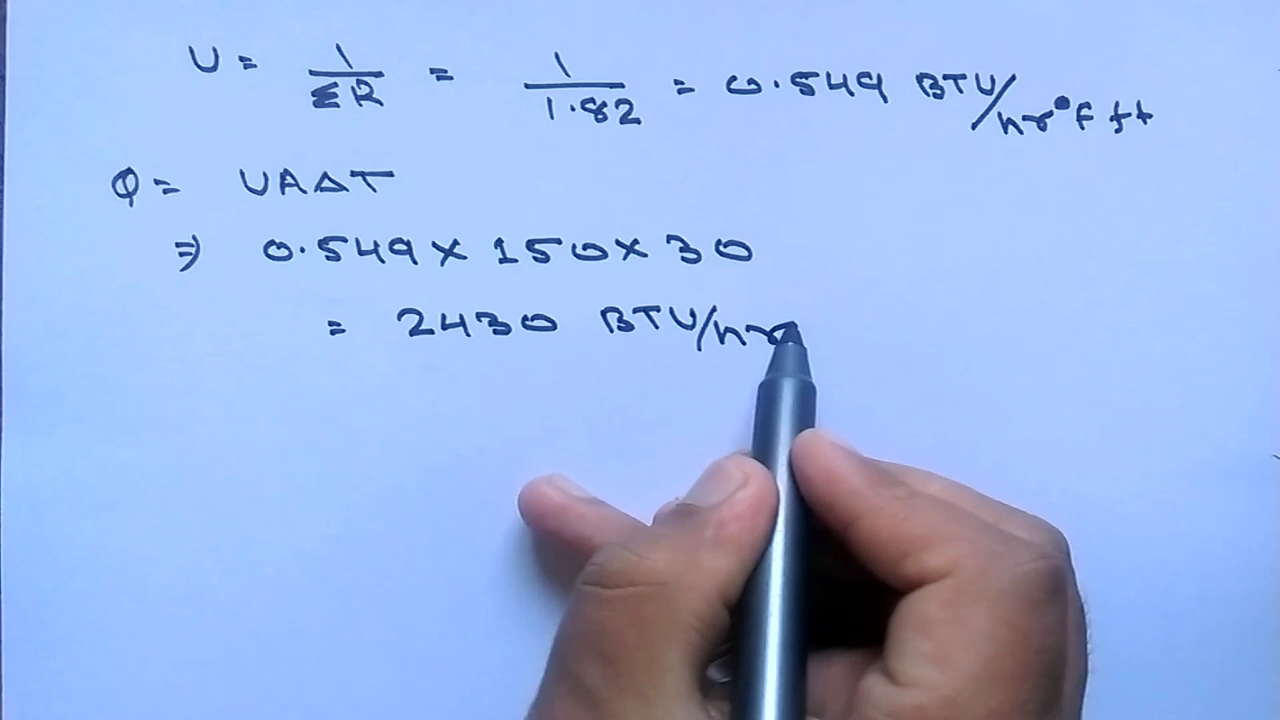 U = 1/ΣR = 1/1.82 = 0.549 BTU/hr°F ft
Q = UAΔT
⇒ 0.549 × 150 × 30
= 2430 BTU/hr